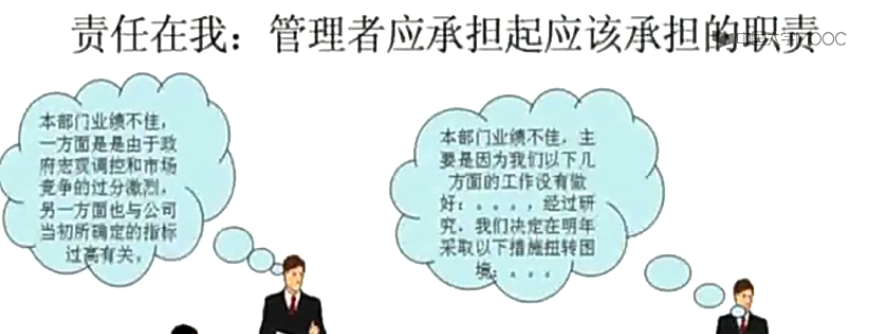 责任在我：管理者应承担起应该承担的职责
本部门业绩不佳，
一方面是是由于政
府宏观调控和市场
竞争的过分激烈，
另一方面也与公司
当初所确定的指标
过高有关。
本部门业绩不佳，主
要是因为我们以下几
方面的工作没有做
好：。。。，经过研
究，我们决定在明年
采取以下措施扭转困
境：。。。